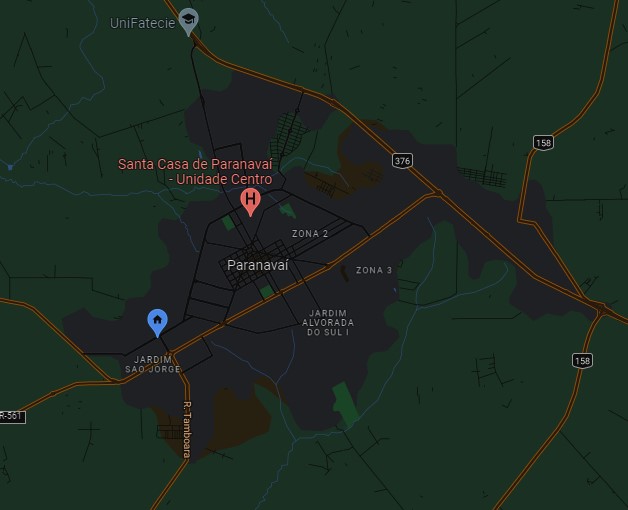 UniFatecie
158
376
Santa Casa de Paranavaí
- Unidade Centro
H
ZONA 2
Paranavaí
ZONA 3
JARDIM
ALVORADA
DO SUL I
JARDIM
SAO JORGE
158
R-561
R. Tamboara